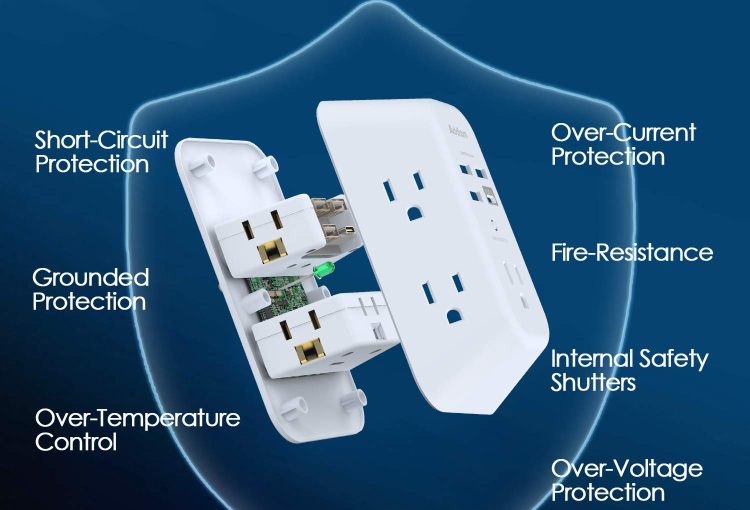 Short-Circuit
Protection
Grounded
Protection
Over-Temperature
Control
Addtam
Over-Current
Protection
Fire-Resistance
Internal Safety
Shutters
Over-Voltage
Protection